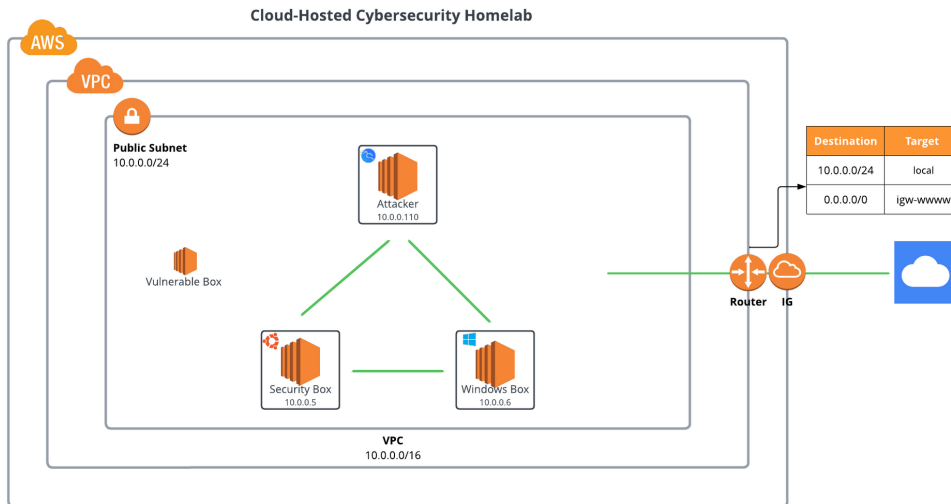 Cloud-Hosted Cybersecurity Homelab
AWS
VPC
Public Subnet
10.0.0.0/24
Attacker
10.0.0.110
Vulnerable Box
Security Box
10.0.0.5
Windows Box
10.0.0.6
VPC
10.0.0.0/16
Destination Target
10.0.0.0/24 local
0.0.0.0/0 igw-wwww
Router
IG